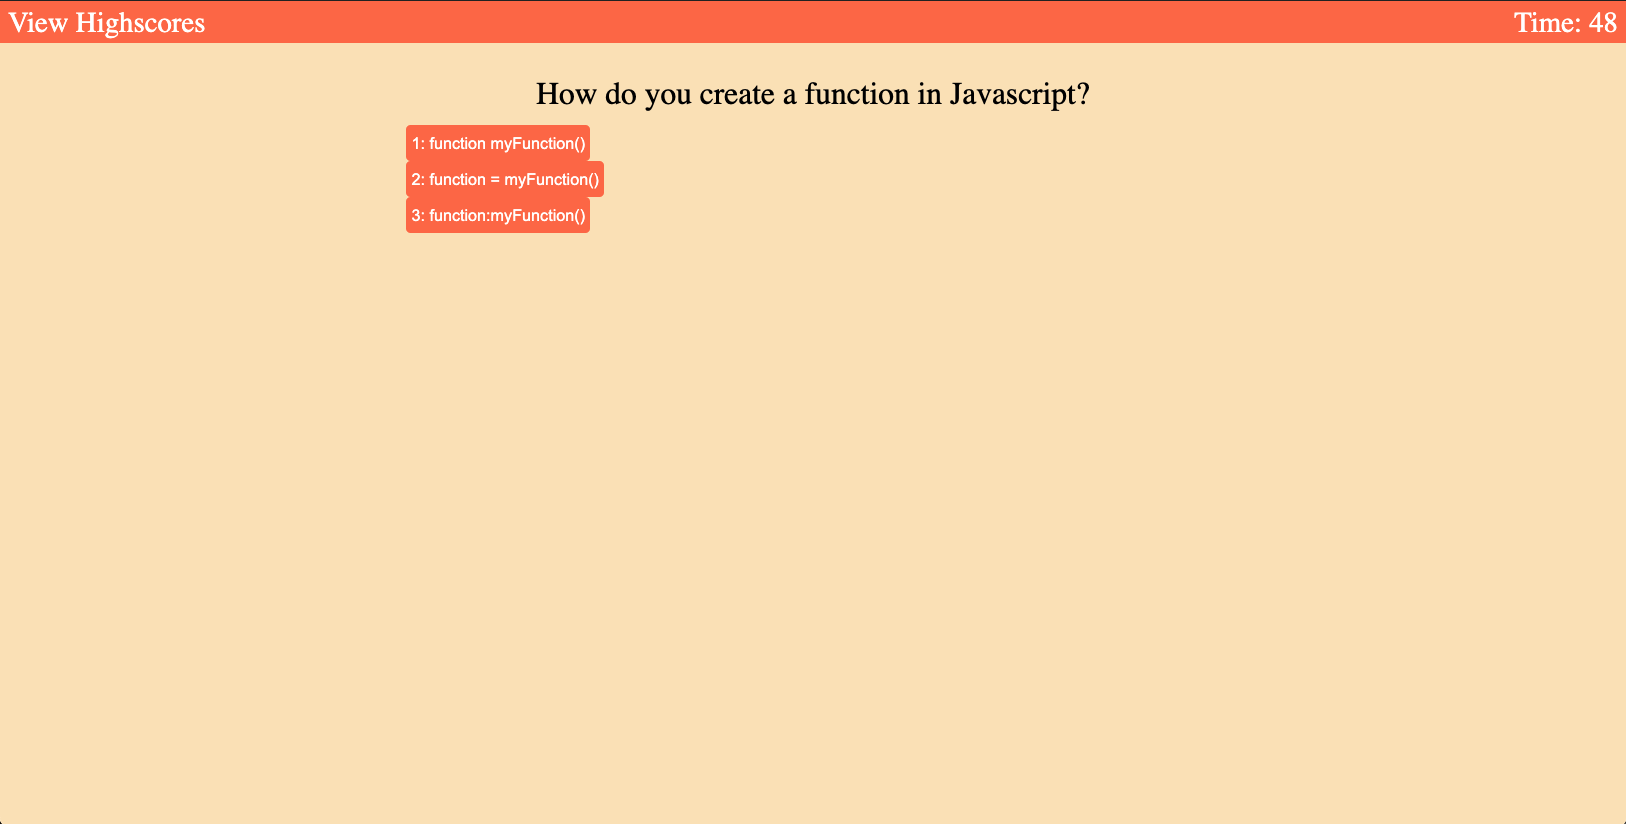 View Highscores
Time: 48
How do you create a function in Javascript?
1: function myFunction()
2: function = myFunction()
3: function:myFunction()